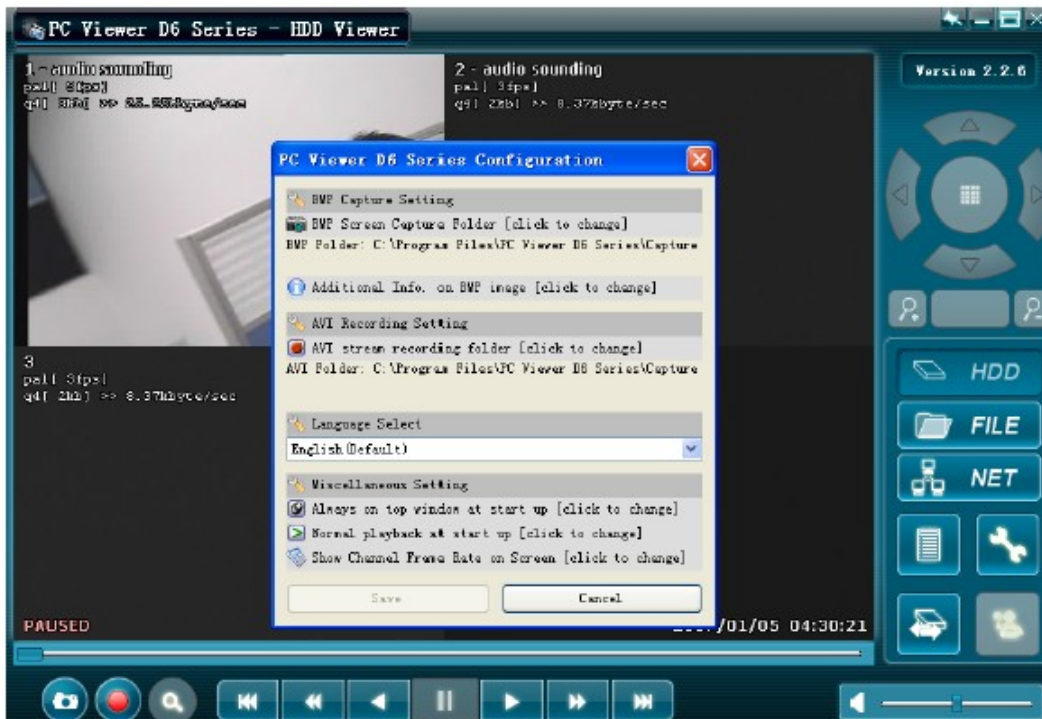 PC Viewer D6 Series - HDD Viewer
Version 2.2.6
1 - audio sounding
pal[ 3fps]
2 - audio sounding
pal[ 3fps]
q4[ 2kb] >> 8.37kbyte/sec
PC Viewer D6 Series Configuration
BMP Capture Setting
BMP Screen Capture Folder [click to change]
BMP Folder: C:\Program Files\PC Viewer D6 Series\Capture
Additional Info. on BMP image [click to change]
AVI Recording Setting
AVI stream recording folder [click to change]
AVI Folder: C:\Program Files\PC Viewer D6 Series\Capture
3
pal[ 3fps]
q4[ 2kb] >> 8.37kbyte/sec
Language Select
English(Default)
Miscellaneous Setting
Always on top window at start up [click to change]
Normal playback at start up [click to change]
Show Channel Frame Rate on Screen [click to change]
Save
Cancel
PAUSED
/01/05 04:30:21
HDD
FILE
NET